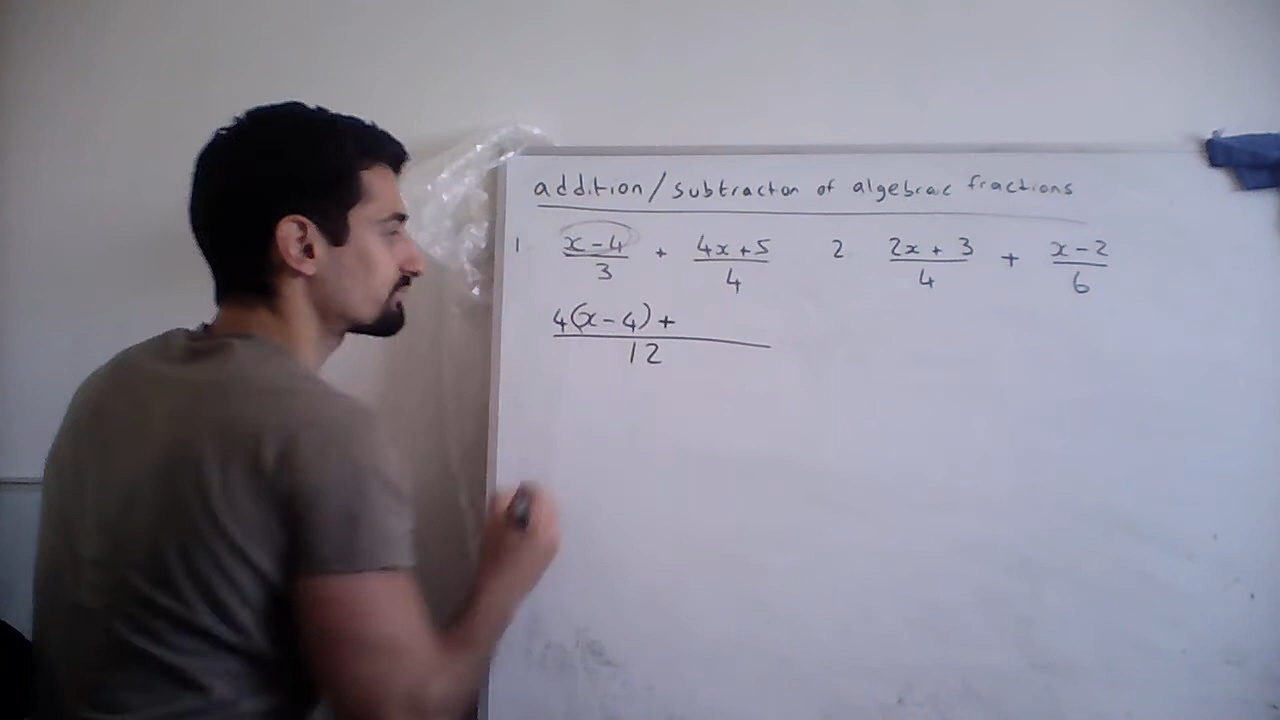 addition/subtracton of algebraic fractions
1 x-4/3 + 4x+5/4 2 2x+3/4 + x-2/6
4(x-4)+/12